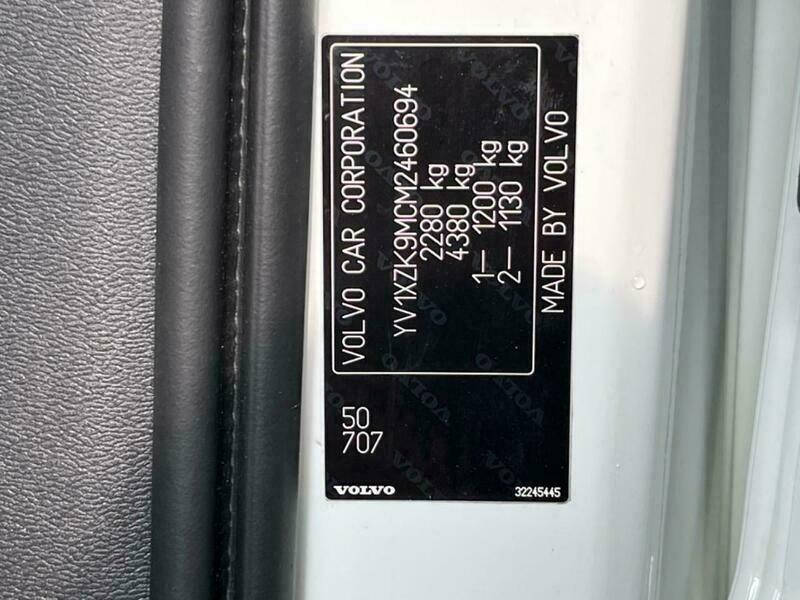 VOLVO CAR CORPORATION
YV1XZK9MCM2460694
2280 kg
4380 kg
1— 1200 kg
2— 1130 kg
MADE BY VOLVO
50
707
VOLVO
32245445